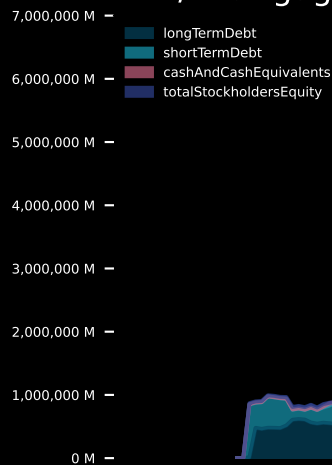 7,000,000 M
longTermDebt
shortTermDebt
cashAndCashEquivalents
totalStockholdersEquity
6,000,000 M
5,000,000 M
4,000,000 M
3,000,000 M
2,000,000 M
1,000,000 M
0 M